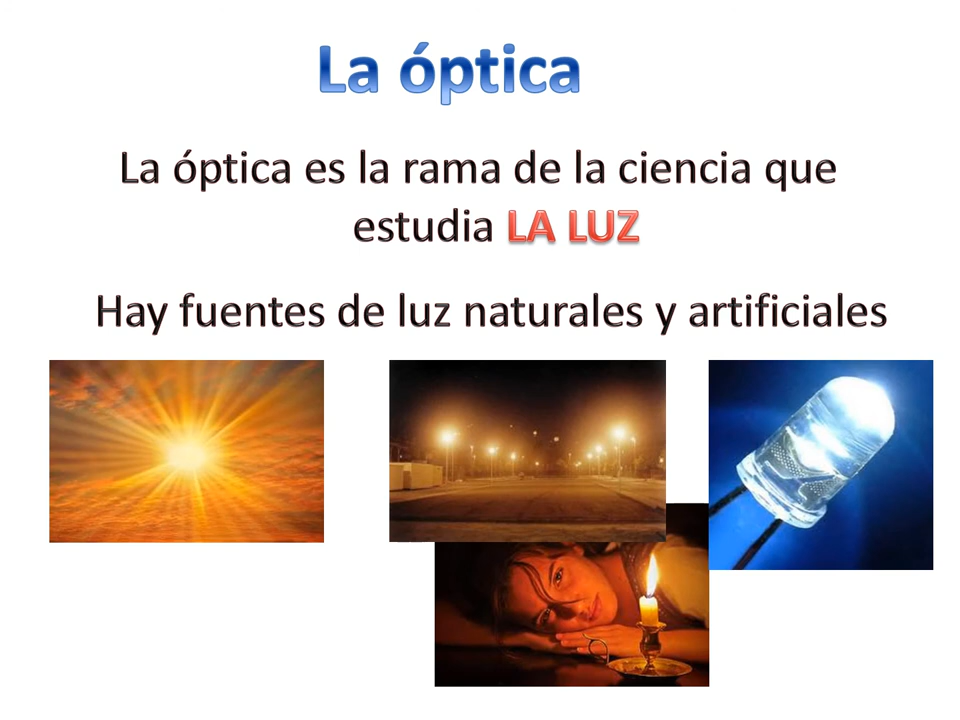 La óptica
La óptica es la rama de la ciencia que
estudia LA LUZ
Hay fuentes de luz naturales y artificiales